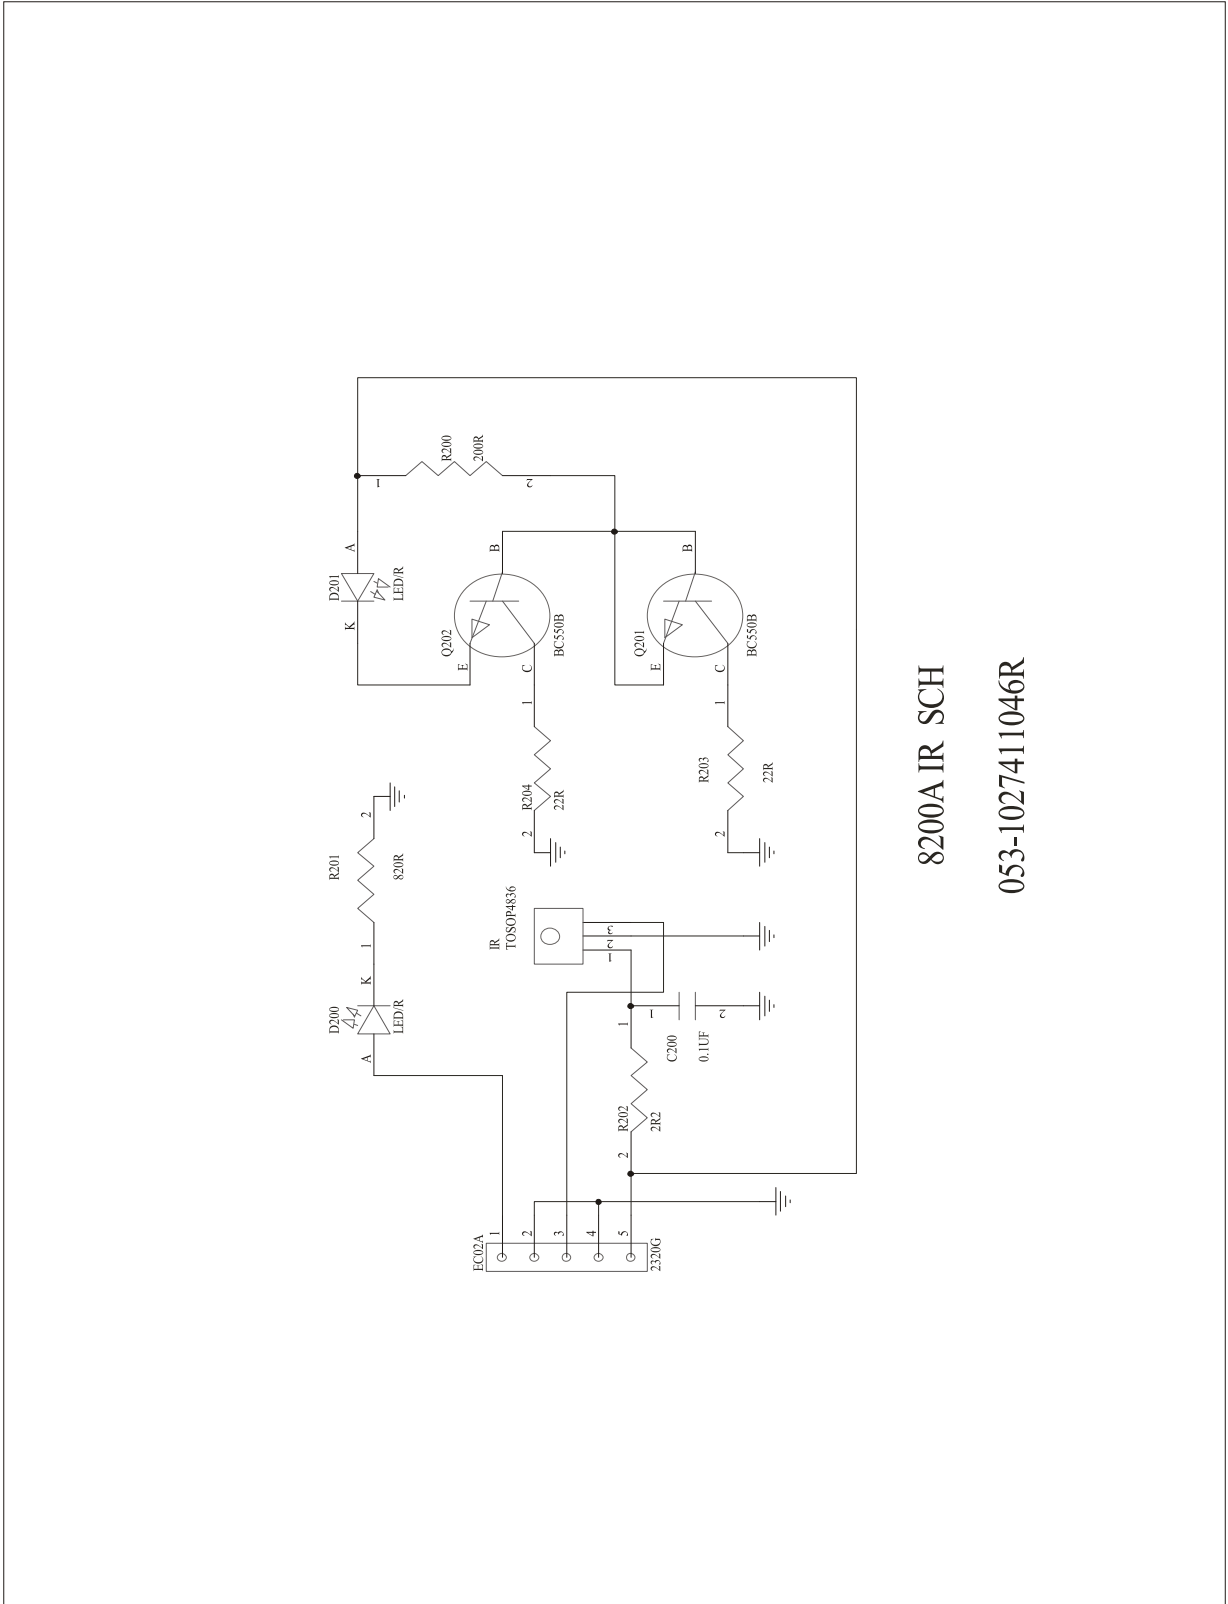 D200
R201
D201
K
A
A
K
1
2
1
LED/R
820R
LED/R
Q202
R200
E
EC02A
200R
1
IR
B
TOSOP4836
2
2
R204
1
C
2
3
22R
BC550B
4
1
2
3
5
2
R202
1
Q201
2320G
2R2
1
E
C200
B
0.1UF
R203
2
2
1
C
BC550B
22R
8200A IR SCH
053-1027411046R